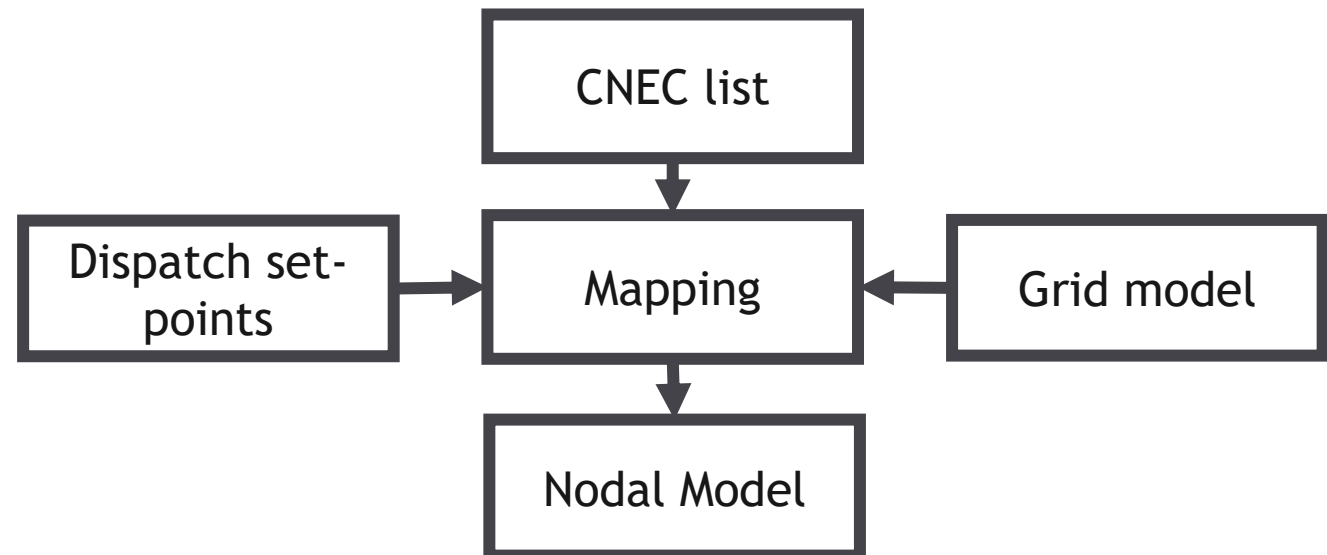 CNEC list
Dispatch set-
points
Mapping
Grid model
Nodal Model